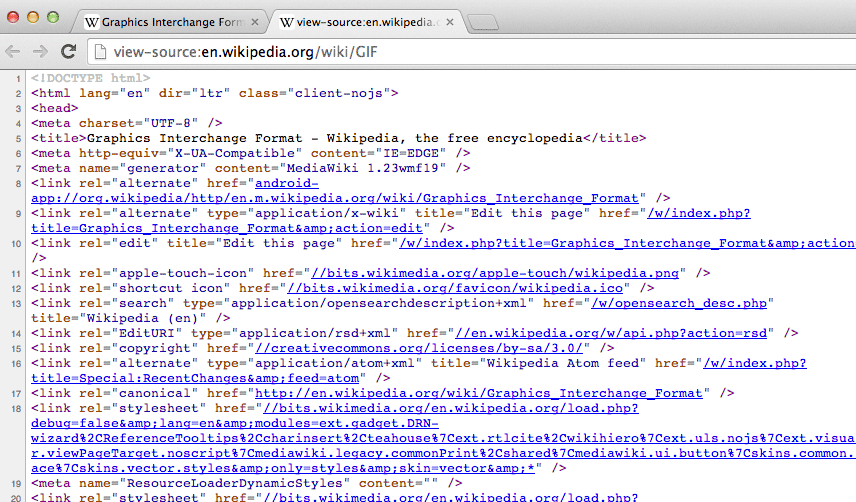 Graphics Interchange Form
view-source:en.wikipedia.o
view-source:en.wikipedia.org/wiki/GIF
1 <!DOCTYPE html>
2 <html lang="en" dir="ltr" class="client-nojs">
3 <head>
4 <meta charset="UTF-8" />
5 <title>Graphics Interchange Format - Wikipedia, the free encyclopedia</title>
6 <meta http-equiv="X-UA-Compatible" content="IE=EDGE" />
7 <meta name="generator" content="MediaWiki 1.23wmf19" />
8 <link rel="alternate" href="android-
app://org.wikipedia/http/en.m.wikipedia.org/wiki/Graphics_Interchange_Format" />
9 <link rel="alternate" type="application/x-wiki" title="Edit this page" href="/w/index.php?
title=Graphics_Interchange_Format&amp;action=edit" />
10 <link rel="edit" title="Edit this page" href="/w/index.php?title=Graphics_Interchange_Format&amp;action=
/>
11 <link rel="apple-touch-icon" href="//bits.wikimedia.org/apple-touch/wikipedia.png" />
12 <link rel="shortcut icon" href="//bits.wikimedia.org/favicon/wikipedia.ico" />
13 <link rel="search" type="application/opensearchdescription+xml" href="/w/opensearch_desc.php"
title="Wikipedia (en)" />
14 <link rel="EditURI" type="application/rsd+xml" href="//en.wikipedia.org/w/api.php?action=rsd" />
15 <link rel="copyright" href="//creativecommons.org/licenses/by-sa/3.0/" />
16 <link rel="alternate" type="application/atom+xml" title="Wikipedia Atom feed" href="/w/index.php?
title=Special:RecentChanges&amp;feed=atom" />
17 <link rel="canonical" href="http://en.wikipedia.org/wiki/Graphics_Interchange_Format" />
18 <link rel="stylesheet" href="//bits.wikimedia.org/en.wikipedia.org/load.php?
debug=false&amp;lang=en&amp;modules=ext.gadget.DRN-
wizard%2CReferenceTooltips%2Ccharinsert%2Cteahouse%7Cext.rtlcite%2Cwikihiero%7Cext.uls.nojs%7Cext.visua
r.viewPageTarget.noscript%7Cmediawiki.legacy.commonPrint%2Cshared%7Cmediawiki.ui.button%7Cskins.common.
ace%7Cskins.vector.styles&amp;only=styles&amp;skin=vector&amp;*" />
19 <meta name="ResourceLoaderDynamicStyles" content="" />
20 <link rel="stylesheet" href="//bits.wikimedia.org/en.wikipedia.org/load.php?